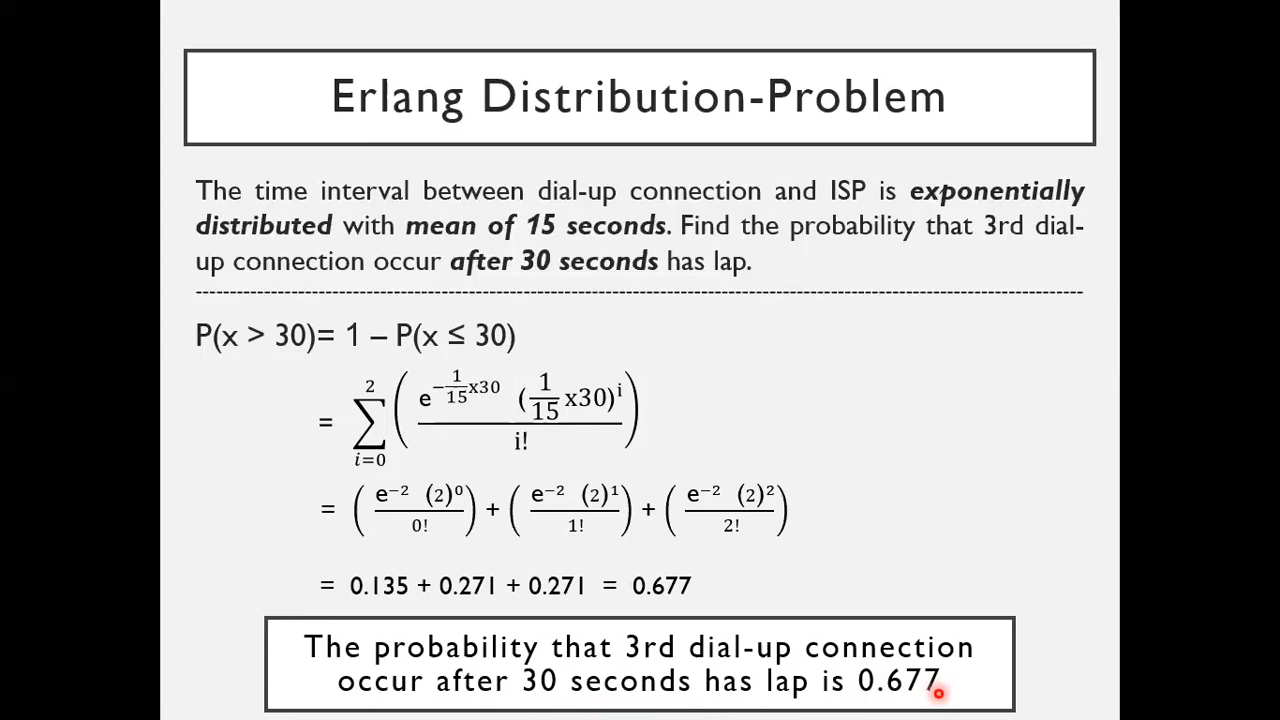 Erlang Distribution-Problem
The time interval between dial-up connection and ISP is exponentially
distributed with mean of 15 seconds. Find the probability that 3rd dial-
up connection occur after 30 seconds has lap.
--------------------------------------------------------------------------------
P(x > 30)= 1 – P(x ≤ 30)
= ∑_{i=0}^{2} ( e^{−1/15 x30} (1/15 x30)^i / i! )
= ( e⁻² (2)⁰ / 0! ) + ( e⁻² (2)¹ / 1! ) + ( e⁻² (2)² / 2! )
= 0.135 + 0.271 + 0.271 = 0.677
The probability that 3rd dial-up connection
occur after 30 seconds has lap is 0.677